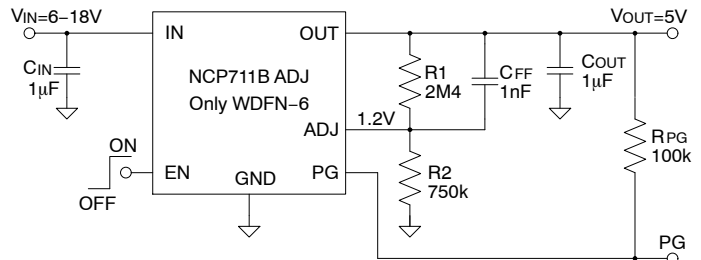 VIN=6–18V
VOUT=5V
IN
OUT
CIN
1μF
NCP711B ADJ
Only WDFN–6
R1
2M4
CFF
1nF
COUT
1μF
ADJ
1.2V
RPG
100k
ON
OFF
EN
GND
PG
R2
750k
PG